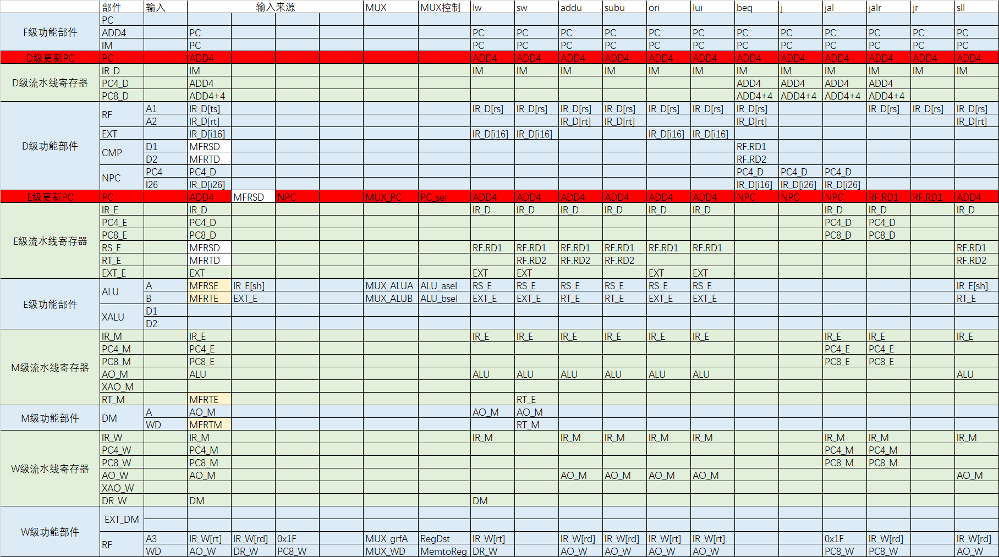 部件 输入 输入来源 MUX MUX控制 lw sw addu subu ori lui beq j jal jalr jr sll
F级功能部件 PC
ADD4 PC PC PC PC PC PC PC PC PC PC PC PC PC
IM PC PC PC PC PC PC PC PC PC PC PC PC PC
D级更新PC PC ADD4 ADD4 ADD4 ADD4 ADD4 ADD4 ADD4 ADD4 ADD4 ADD4 ADD4 ADD4 ADD4
D级流水线寄存器 IR_D IM IM IM IM IM IM IM IM IM IM IM IM IM
PC4_D ADD4 ADD4 ADD4 ADD4 ADD4
PC8_D ADD4+4 ADD4+4 ADD4+4 ADD4+4 ADD4+4
D级功能部件 RF A1 IR_D[ts] IR_D[rs] IR_D[rs] IR_D[rs] IR_D[rs] IR_D[rs] IR_D[rs] IR_D[rs] IR_D[rs] IR_D[rs] IR_D[rs]
A2 IR_D[rt] IR_D[rt] IR_D[rt] IR_D[rt] IR_D[rt]
EXT IR_D[i16] IR_D[i16] IR_D[i16] IR_D[i16] IR_D[i16]
CMP D1 MFRSD RF.RD1
D2 MFRTD RF.RD2
NPC PC4 PC4_D PC4_D PC4_D PC4_D
I26 IR_D[i26] IR_D[i16] IR_D[i26] IR_D[i26]
E级更新PC PC ADD4 MFRSD NPC MUX_PC PC_sel ADD4 ADD4 ADD4 ADD4 ADD4 ADD4 NPC NPC NPC RF.RD1 RF.RD1 ADD4
E级流水线寄存器 IR_E IR_D IR_D IR_D IR_D IR_D IR_D IR_D IR_D IR_D IR_D
PC4_E PC4_D PC4_D PC4_D
PC8_E PC8_D PC8_D PC8_D
RS_E MFRSD RF.RD1 RF.RD1 RF.RD1 RF.RD1 RF.RD1 RF.RD1 RF.RD1
RT_E MFRTD RF.RD2 RF.RD2 RF.RD2 RF.RD2
EXT_E EXT EXT EXT EXT EXT
E级功能部件 ALU A MFRSE IR_E[sh] MUX_ALUA ALU_asel RS_E RS_E RS_E RS_E RS_E RS_E IR_E[sh]
B MFRTE EXT_E MUX_ALUB ALU_bsel EXT_E EXT_E RT_E RT_E EXT_E EXT_E RT_E
XALU D1
D2
M级流水线寄存器 IR_M IR_E IR_E IR_E IR_E IR_E IR_E IR_E IR_E IR_E IR_E
PC4_M PC4_E PC4_E PC4_E
PC8_M PC8_E PC8_E PC8_E
AO_M ALU ALU ALU ALU ALU ALU ALU ALU
XAO_M
RT_M MFRTE RT_E
M级功能部件 DM A AO_M AO_M AO_M
WD MFRTM RT_M
W级流水线寄存器 IR_W IR_M IR_M IR_M IR_M IR_M IR_M IR_M IR_M IR_M
PC4_W PC4_M PC4_M PC4_M
PC8_W PC8_M PC8_M PC8_M
AO_W AO_M AO_M AO_M AO_M AO_M AO_M
XAO_W
DR_W DM DM
W级功能部件 EXT_DM
RF A3 IR_W[rt] IR_W[rd] 0x1F MUX_grfA RegDst IR_W[rt] IR_W[rd] IR_W[rd] IR_W[rt] IR_W[rt] 0x1F IR_W[rd] IR_W[rd]
WD AO_W DR_W PC8_W MUX_WD MemtoReg DR_W AO_W AO_W AO_W AO_W PC8_W PC8_W AO_W